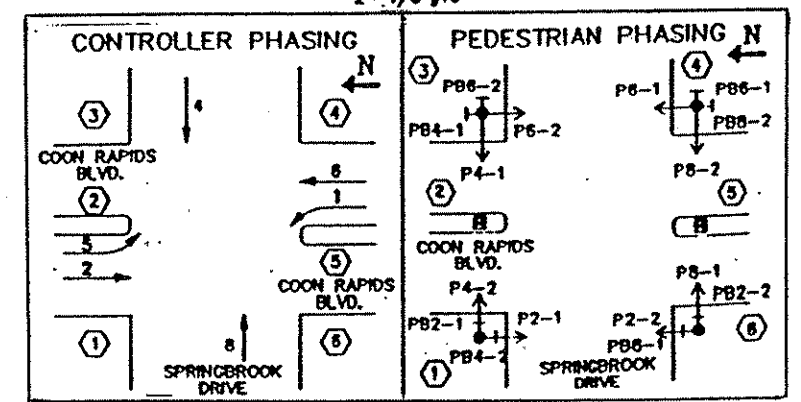 CONTROLLER PHASING
N
3
4
4
COON RAPIDS
BLVD.
2
6
1
5
2
5
COON RAPIDS
BLVD.
1
8
6
SPRINGBROOK
DRIVE
PEDESTRIAN PHASING
N
3
PB6-2
PB4-1
P6-2
P4-1
4
P6-1
PB6-1
PB8-2
P8-2
2
5
COON RAPIDS
BLVD.
P4-2
PB2-1
P2-1
PB4-2
1
P8-1
PB2-2
P2-2
PB8-1
6
SPRINGBROOK
DRIVE